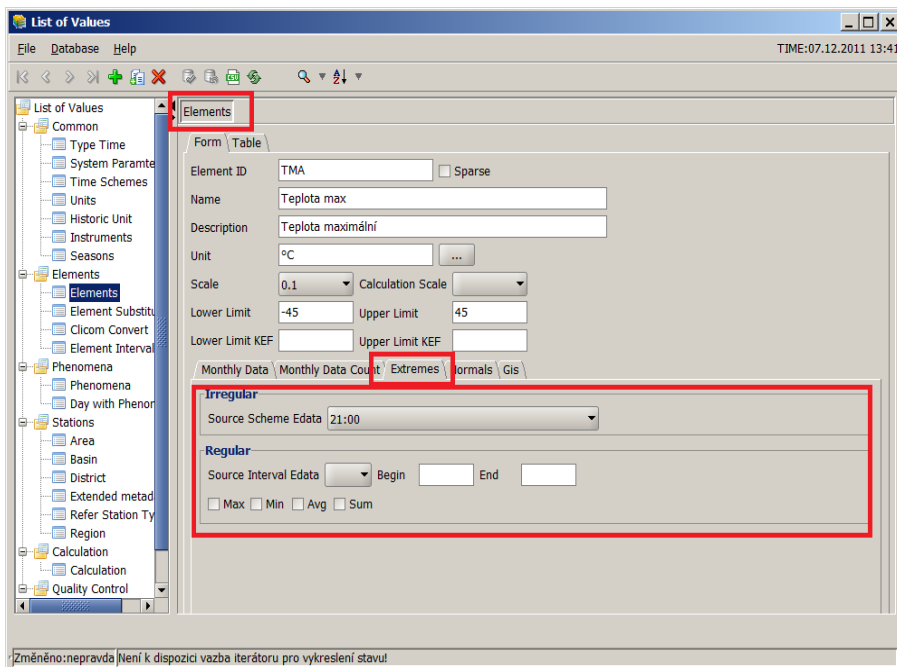 List of Values
File Database Help TIME:07.12.2011 13:41
List of Values
Common
Type Time
System Paramte
Time Schemes
Units
Historic Unit
Instruments
Seasons
Elements
Elements
Element Substitu
Clicom Convert
Element Interval
Phenomena
Phenomena
Day with Phenor
Stations
Area
Basin
District
Extended metad
Refer Station Ty
Region
Calculation
Calculation
Quality Control
Elements
Form Table
Element ID TMA Sparse
Name Teplota max
Description Teplota maximální
Unit °C ...
Scale 0.1 Calculation Scale
Lower Limit -45 Upper Limit 45
Lower Limit KEF Upper Limit KEF
Monthly Data Monthly Data Count Extremes Normals Gis
Irregular
Source Scheme Edata 21:00
Regular
Source Interval Edata Begin End
Max Min Avg Sum
Změněno:nepravda Není k dispozici vazba iterátoru pro vykreslení stavu!